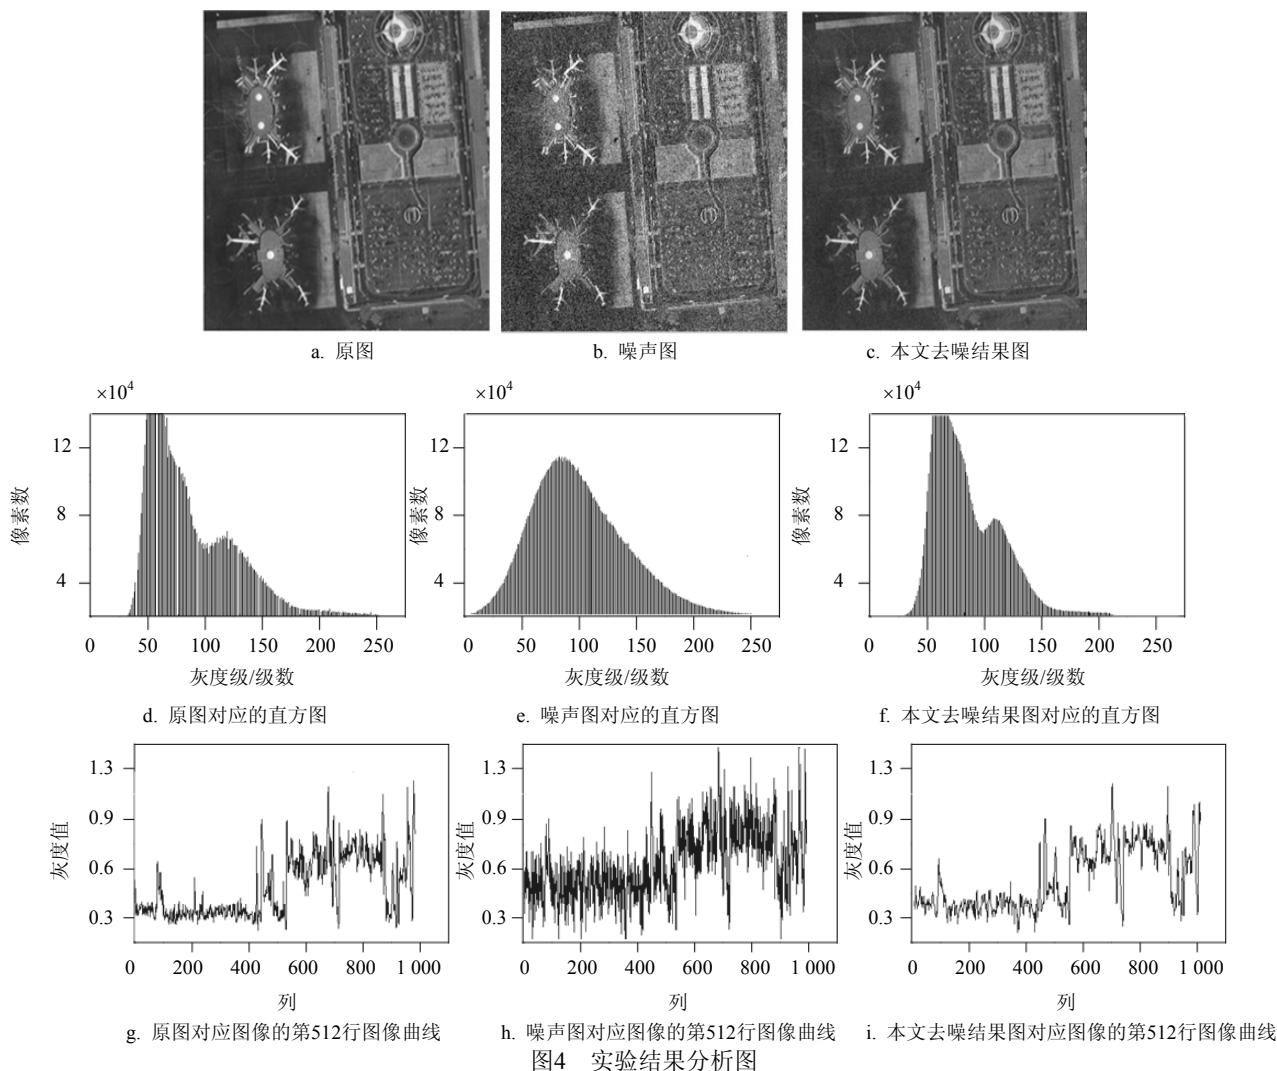 a. 原图
b. 噪声图
c. 本文去噪结果图
×10⁴
12
8
4
像素数
0 50 100 150 200 250
灰度级/级数
d. 原图对应的直方图
×10⁴
12
8
4
像素数
0 50 100 150 200 250
灰度级/级数
e. 噪声图对应的直方图
×10⁴
12
8
4
像素数
0 50 100 150 200 250
灰度级/级数
f. 本文去噪结果图对应的直方图
1.3
0.9
0.6
0.3
灰度值
0 200 400 600 800 1 000
列
g. 原图对应图像的第512行图像曲线
1.3
0.9
0.6
0.3
灰度值
0 200 400 600 800 1 000
列
h. 噪声图对应图像的第512行图像曲线
1.3
0.9
0.6
0.3
灰度值
0 200 400 600 800 1 000
列
i. 本文去噪结果图对应图像的第512行图像曲线
图4 实验结果分析图